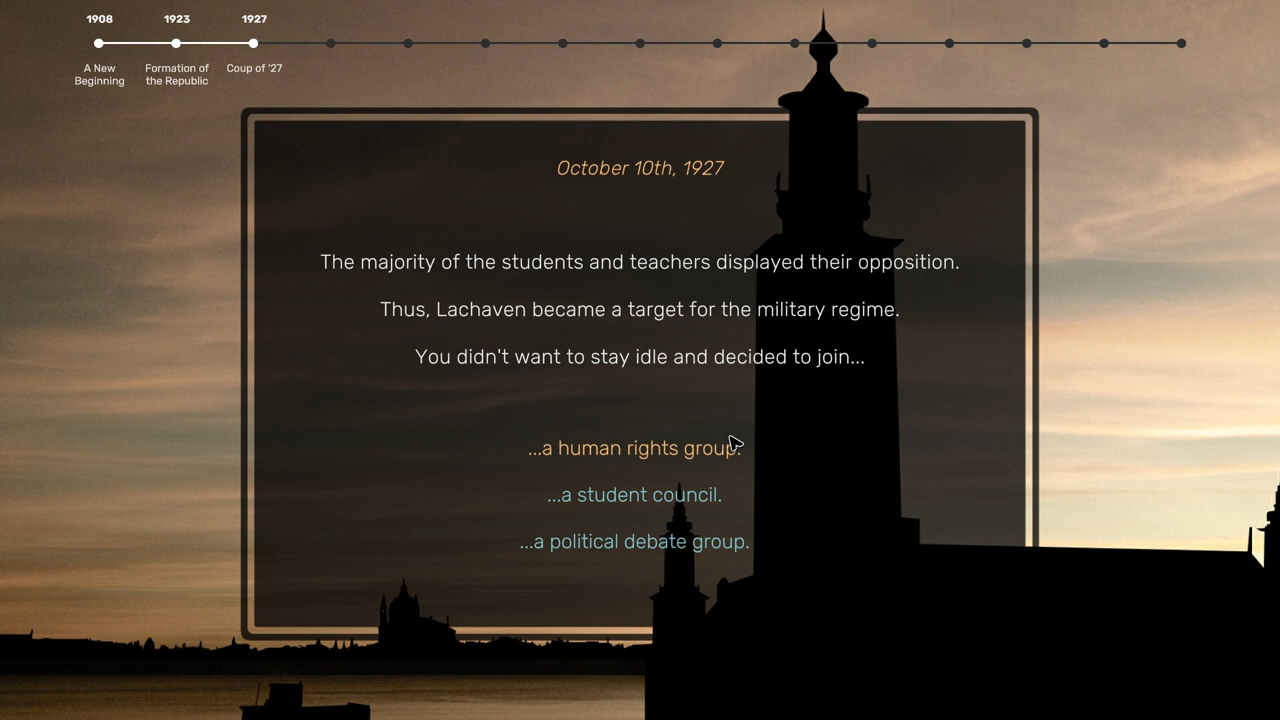 1908
1923
1927
A New
Beginning
Formation of
the Republic
Coup of '27
October 10th, 1927
The majority of the students and teachers displayed their opposition.
Thus, Lachaven became a target for the military regime.
You didn't want to stay idle and decided to join...
...a human rights group.
...a student council.
...a political debate group.